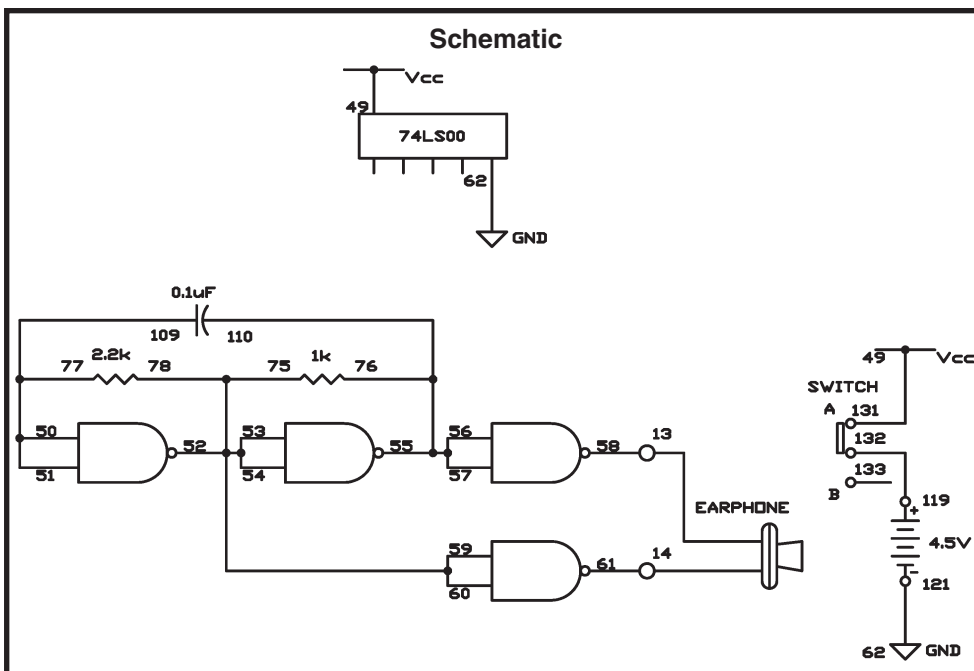 Schematic
Vcc
49
74LS00
62
GND
0.1uF
109 110
77 2.2k 78 75 1k 76
50 52 53 55 56 58 13
51 54 57
59 61 14
60
EARPHONE
49 Vcc
SWITCH
A 131
132
133
B
119
+
4.5V
-
121
62 GND